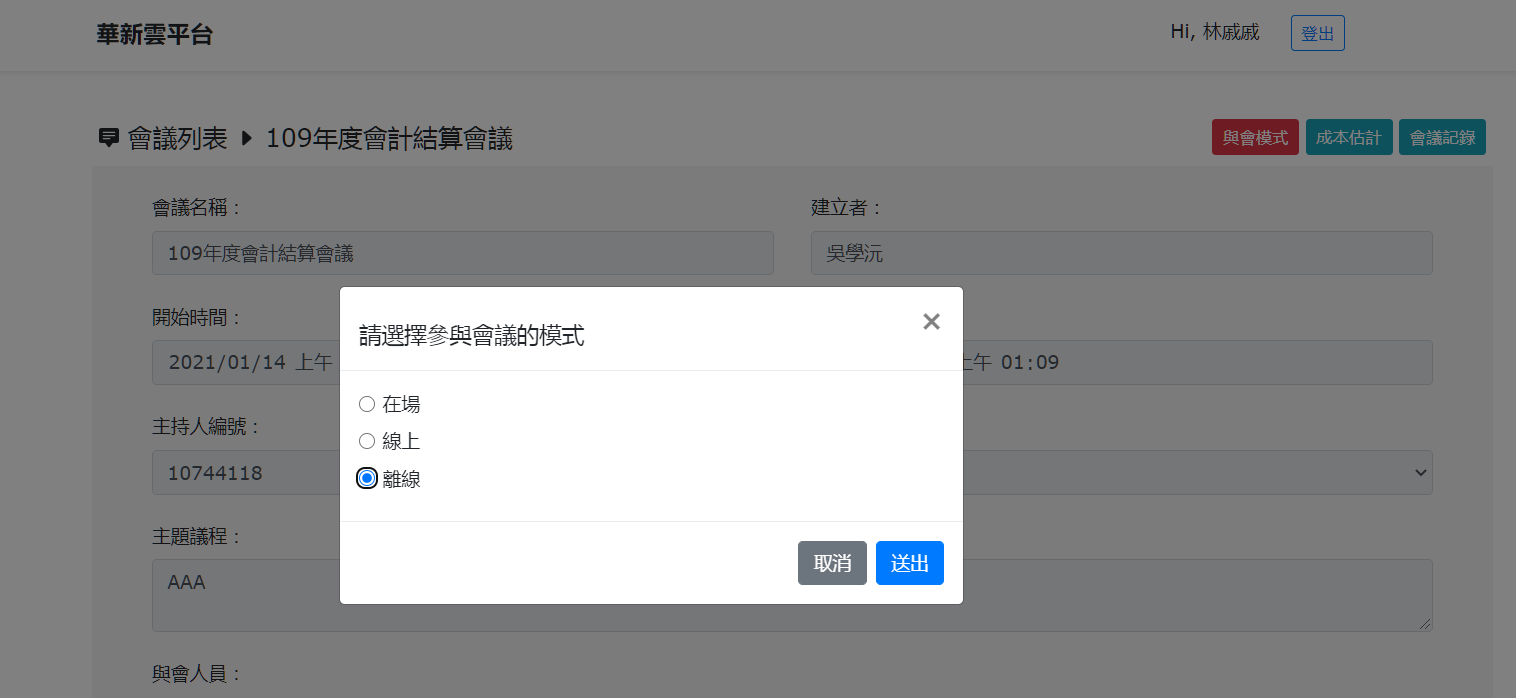 華新雲平台
Hi, 林戚戚
登出
會議列表 109年度會計結算會議
與會模式 成本估計 會議記錄
會議名稱：
建立者：
109年度會計結算會議
吳學沅
開始時間：
2021/01/14 上午
上午 01:09
主持人編號：
10744118
主題議程：
AAA
與會人員：
請選擇參與會議的模式
×
在場
線上
離線
取消 送出